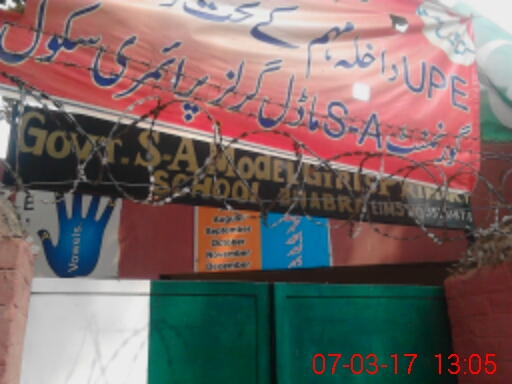 UPE داخلہ مہم کے تحت
گورنمنٹ S-A ماڈل گرلز پرائمری سکول
GOVT. S-A MODEL GIRLS PRIMARY
SCHOOL BHABRA
Vowels
August
September
October
November
December
07-03-17 13:05